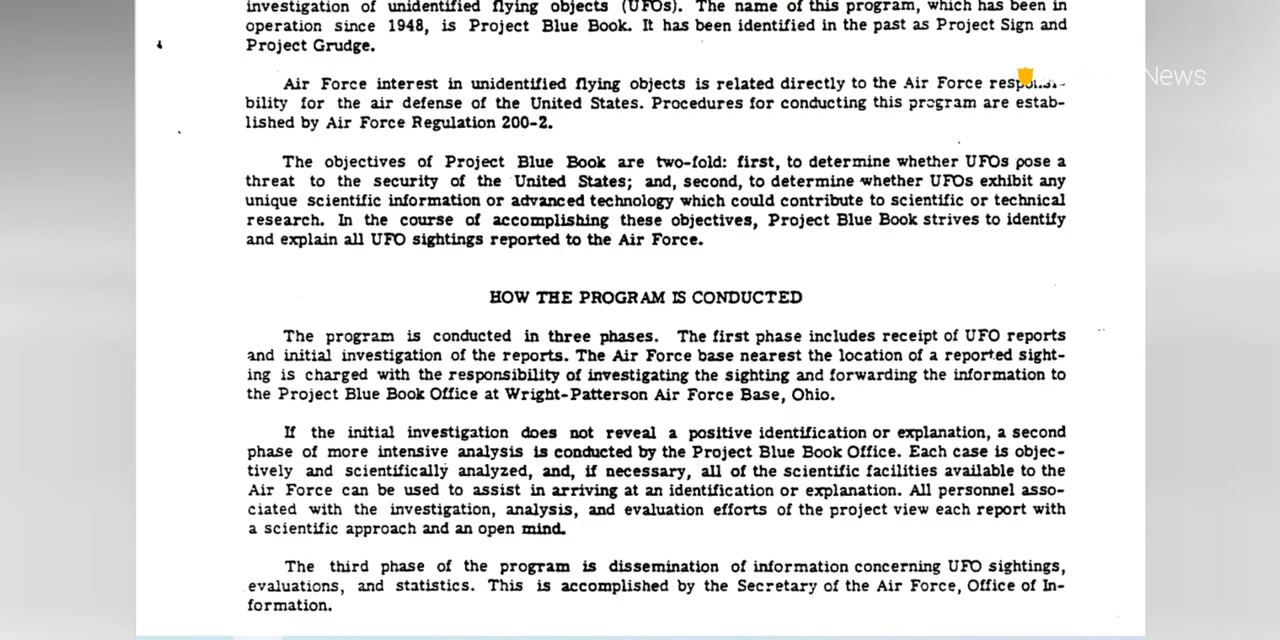 investigation of unidentified flying objects (UFOs). The name of this program, which has been in
operation since 1948, is Project Blue Book. It has been identified in the past as Project Sign and
Project Grudge.
Air Force interest in unidentified flying objects is related directly to the Air Force responsi-
News
bility for the air defense of the United States. Procedures for conducting this program are estab-
lished by Air Force Regulation 200-2.
The objectives of Project Blue Book are two-fold: first, to determine whether UFOs pose a
threat to the security of the United States; and, second, to determine whether UFOs exhibit any
unique scientific information or advanced technology which could contribute to scientific or technical
research. In the course of accomplishing these objectives, Project Blue Book strives to identify
and explain all UFO sightings reported to the Air Force.
HOW THE PROGRAM IS CONDUCTED
The program is conducted in three phases. The first phase includes receipt of UFO reports
and initial investigation of the reports. The Air Force base nearest the location of a reported sight-
ing is charged with the responsibility of investigating the sighting and forwarding the information to
the Project Blue Book Office at Wright-Patterson Air Force Base, Ohio.
If the initial investigation does not reveal a positive identification or explanation, a second
phase of more intensive analysis is conducted by the Project Blue Book Office. Each case is objec-
tively and scientifically analyzed, and, if necessary, all of the scientific facilities available to the
Air Force can be used to assist in arriving at an identification or explanation. All personnel asso-
ciated with the investigation, analysis, and evaluation efforts of the project view each report with
a scientific approach and an open mind.
The third phase of the program is dissemination of information concerning UFO sightings,
evaluations, and statistics. This is accomplished by the Secretary of the Air Force, Office of In-
formation.